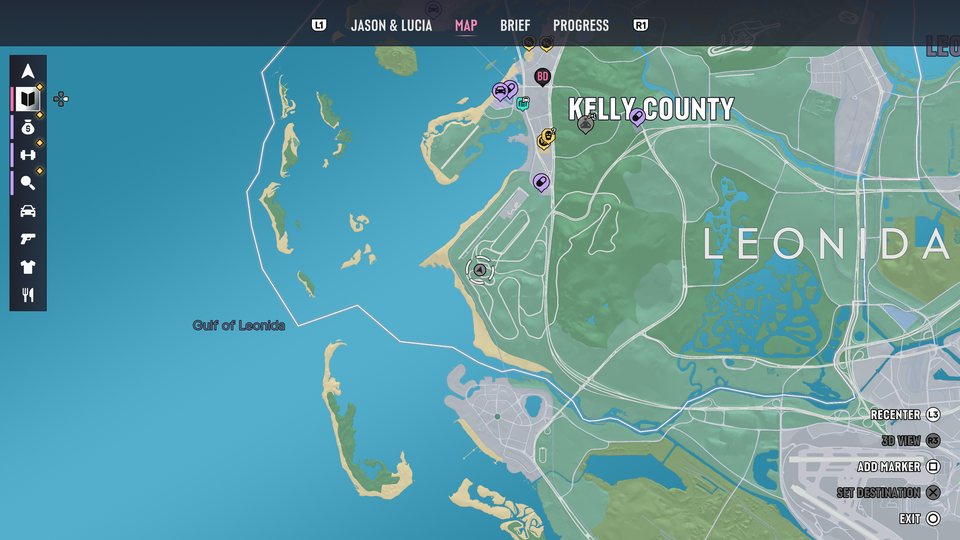 L1 JASON & LUCIA MAP BRIEF PROGRESS R1
BD
KELLY COUNTY
LEONIDA
Gulf of Leonida
RECENTER L3
3D VIEW R3
ADD MARKER
SET DESTINATION
EXIT